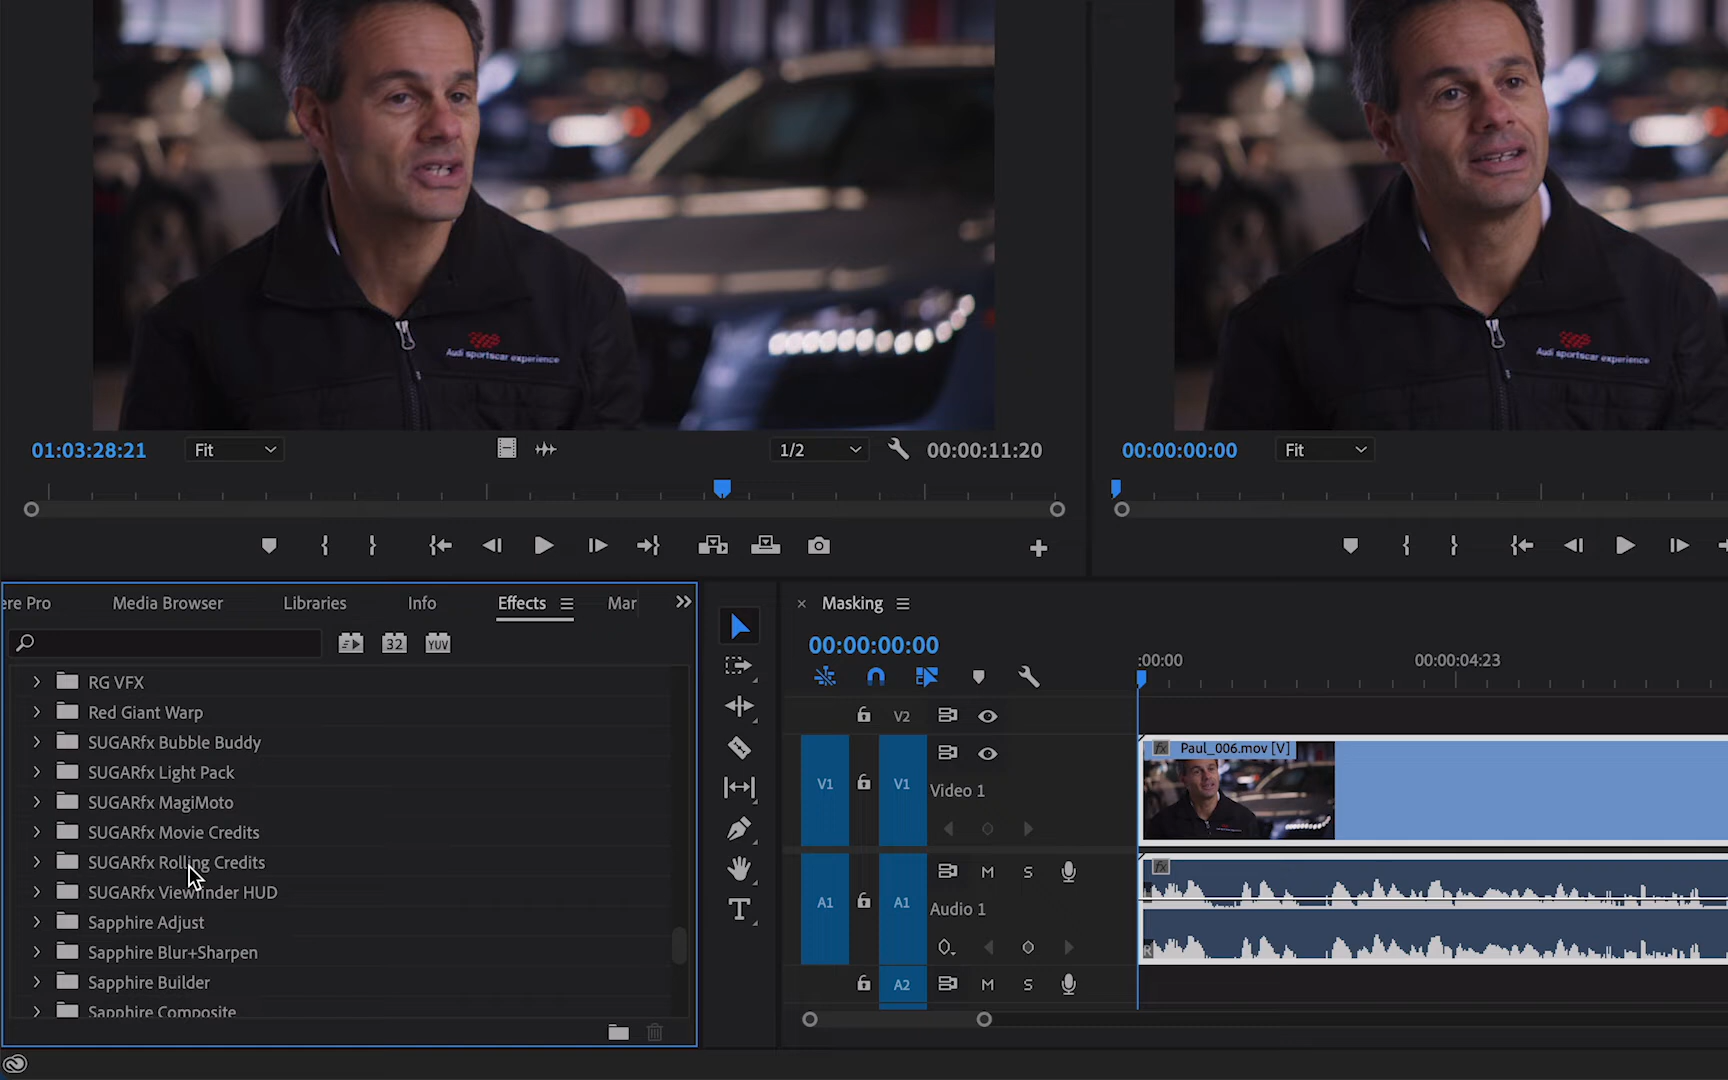 Audi sportscar experience
Audi sportscar experience
01:03:28:21
Fit
1/2
00:00:11:20
00:00:00:00
Fit
ere Pro
Media Browser
Libraries
Info
Effects
Mar
32
YUV
RG VFX
Red Giant Warp
SUGARfx Bubble Buddy
SUGARfx Light Pack
SUGARfx MagiMoto
SUGARfx Movie Credits
SUGARfx Rolling Credits
SUGARfx Viewfinder HUD
Sapphire Adjust
Sapphire Blur+Sharpen
Sapphire Builder
Sapphire Composite
Masking
00:00:00:00
:00:00
00:00:04:23
V2
V1
V1
Video 1
fx
Paul_006.mov [V]
A1
A1
M
S
Audio 1
fx
R
A2
M
S